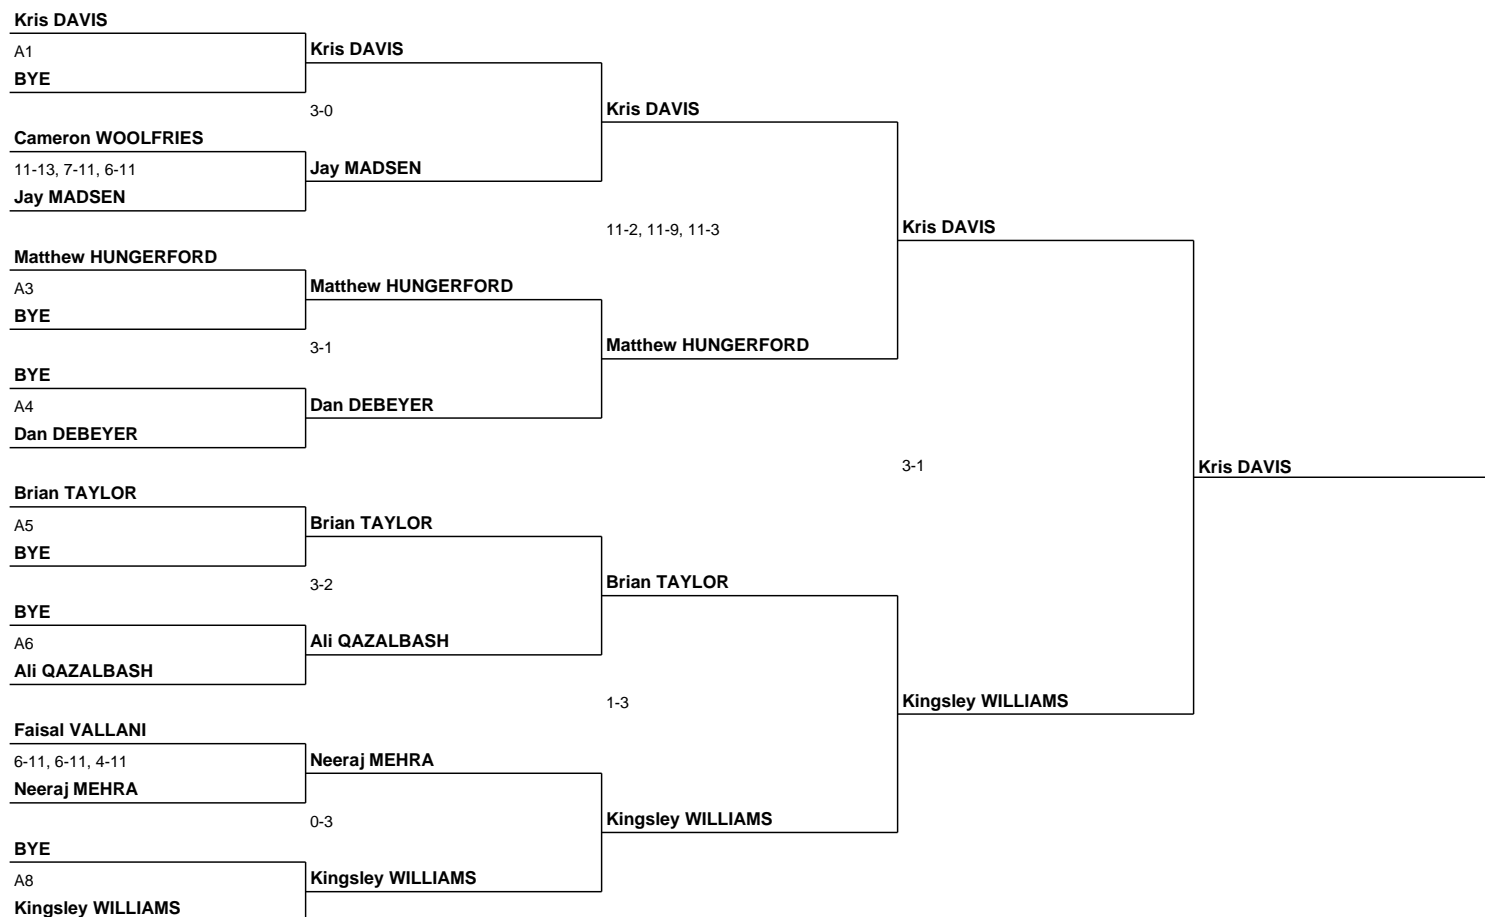 Kris DAVIS
A1
BYE
Cameron WOOLFRIES
11-13, 7-11, 6-11
Jay MADSEN
Matthew HUNGERFORD
A3
BYE
BYE
A4
Dan DEBEYER
Brian TAYLOR
A5
BYE
BYE
A6
Ali QAZALBASH
Faisal VALLANI
6-11, 6-11, 4-11
Neeraj MEHRA
BYE
A8
Kingsley WILLIAMS
Kris DAVIS
3-0
Jay MADSEN
Matthew HUNGERFORD
3-1
Dan DEBEYER
Brian TAYLOR
3-2
Ali QAZALBASH
Neeraj MEHRA
0-3
Kingsley WILLIAMS
Kris DAVIS
11-2, 11-9, 11-3
Matthew HUNGERFORD
Brian TAYLOR
1-3
Kingsley WILLIAMS
Kris DAVIS
3-1
Kingsley WILLIAMS
Kris DAVIS